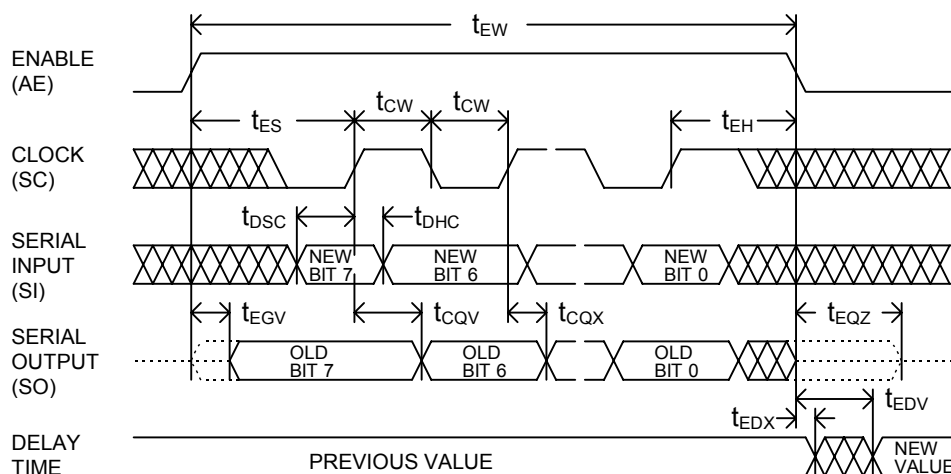 tEW
ENABLE
(AE)
tES
tCW
tCW
tEH
CLOCK
(SC)
tDSC
tDHC
SERIAL
INPUT
(SI)
NEW
BIT 7
NEW
BIT 6
NEW
BIT 0
tEGV
tCQV
tCQX
tEQZ
SERIAL
OUTPUT
(SO)
OLD
BIT 7
OLD
BIT 6
OLD
BIT 0
tEDX
tEDV
DELAY
TIME
PREVIOUS VALUE
NEW
VALUE